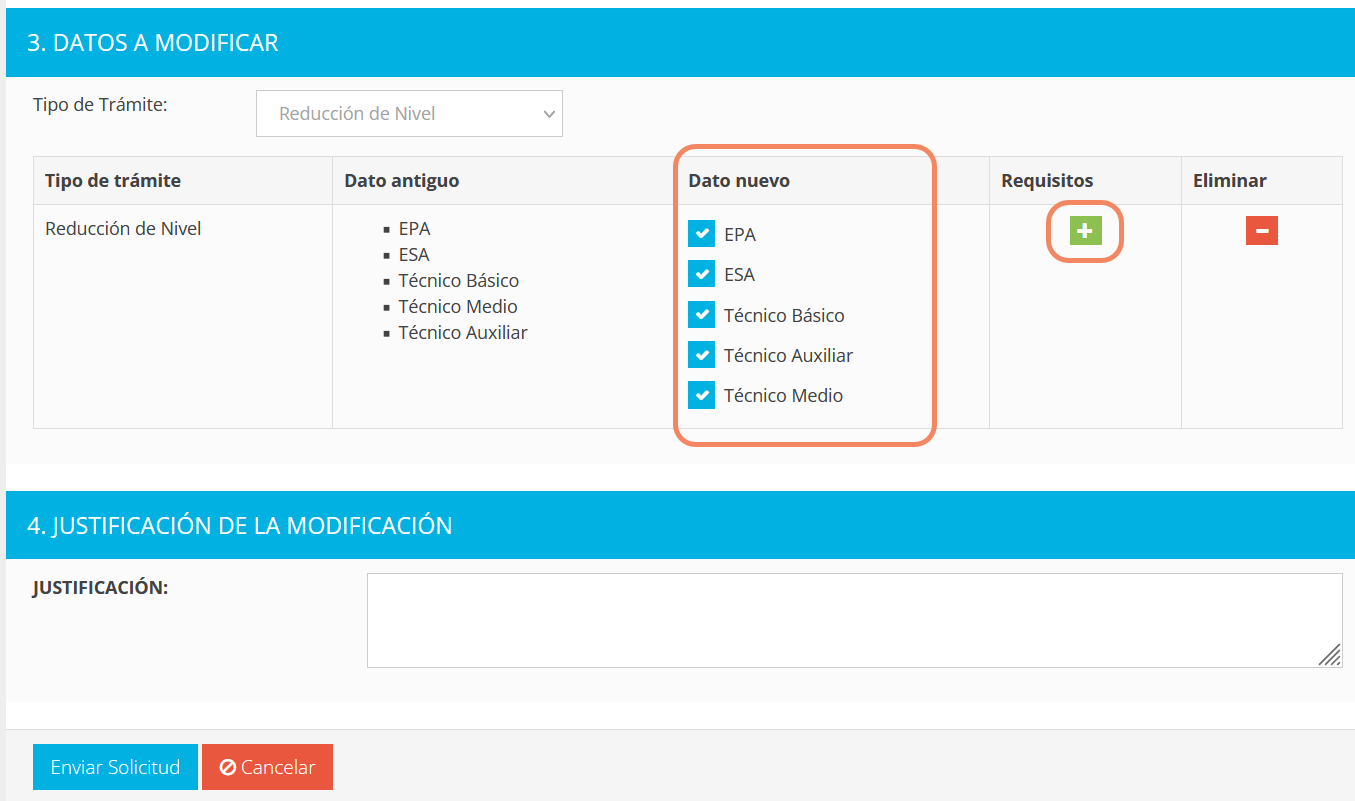 3. DATOS A MODIFICAR
Tipo de Trámite:
Reducción de Nivel
Tipo de trámite Dato antiguo Dato nuevo Requisitos Eliminar
Reducción de Nivel
EPA
ESA
Técnico Básico
Técnico Medio
Técnico Auxiliar
EPA
ESA
Técnico Básico
Técnico Auxiliar
Técnico Medio
4. JUSTIFICACIÓN DE LA MODIFICACIÓN
JUSTIFICACIÓN:
Enviar Solicitud Cancelar